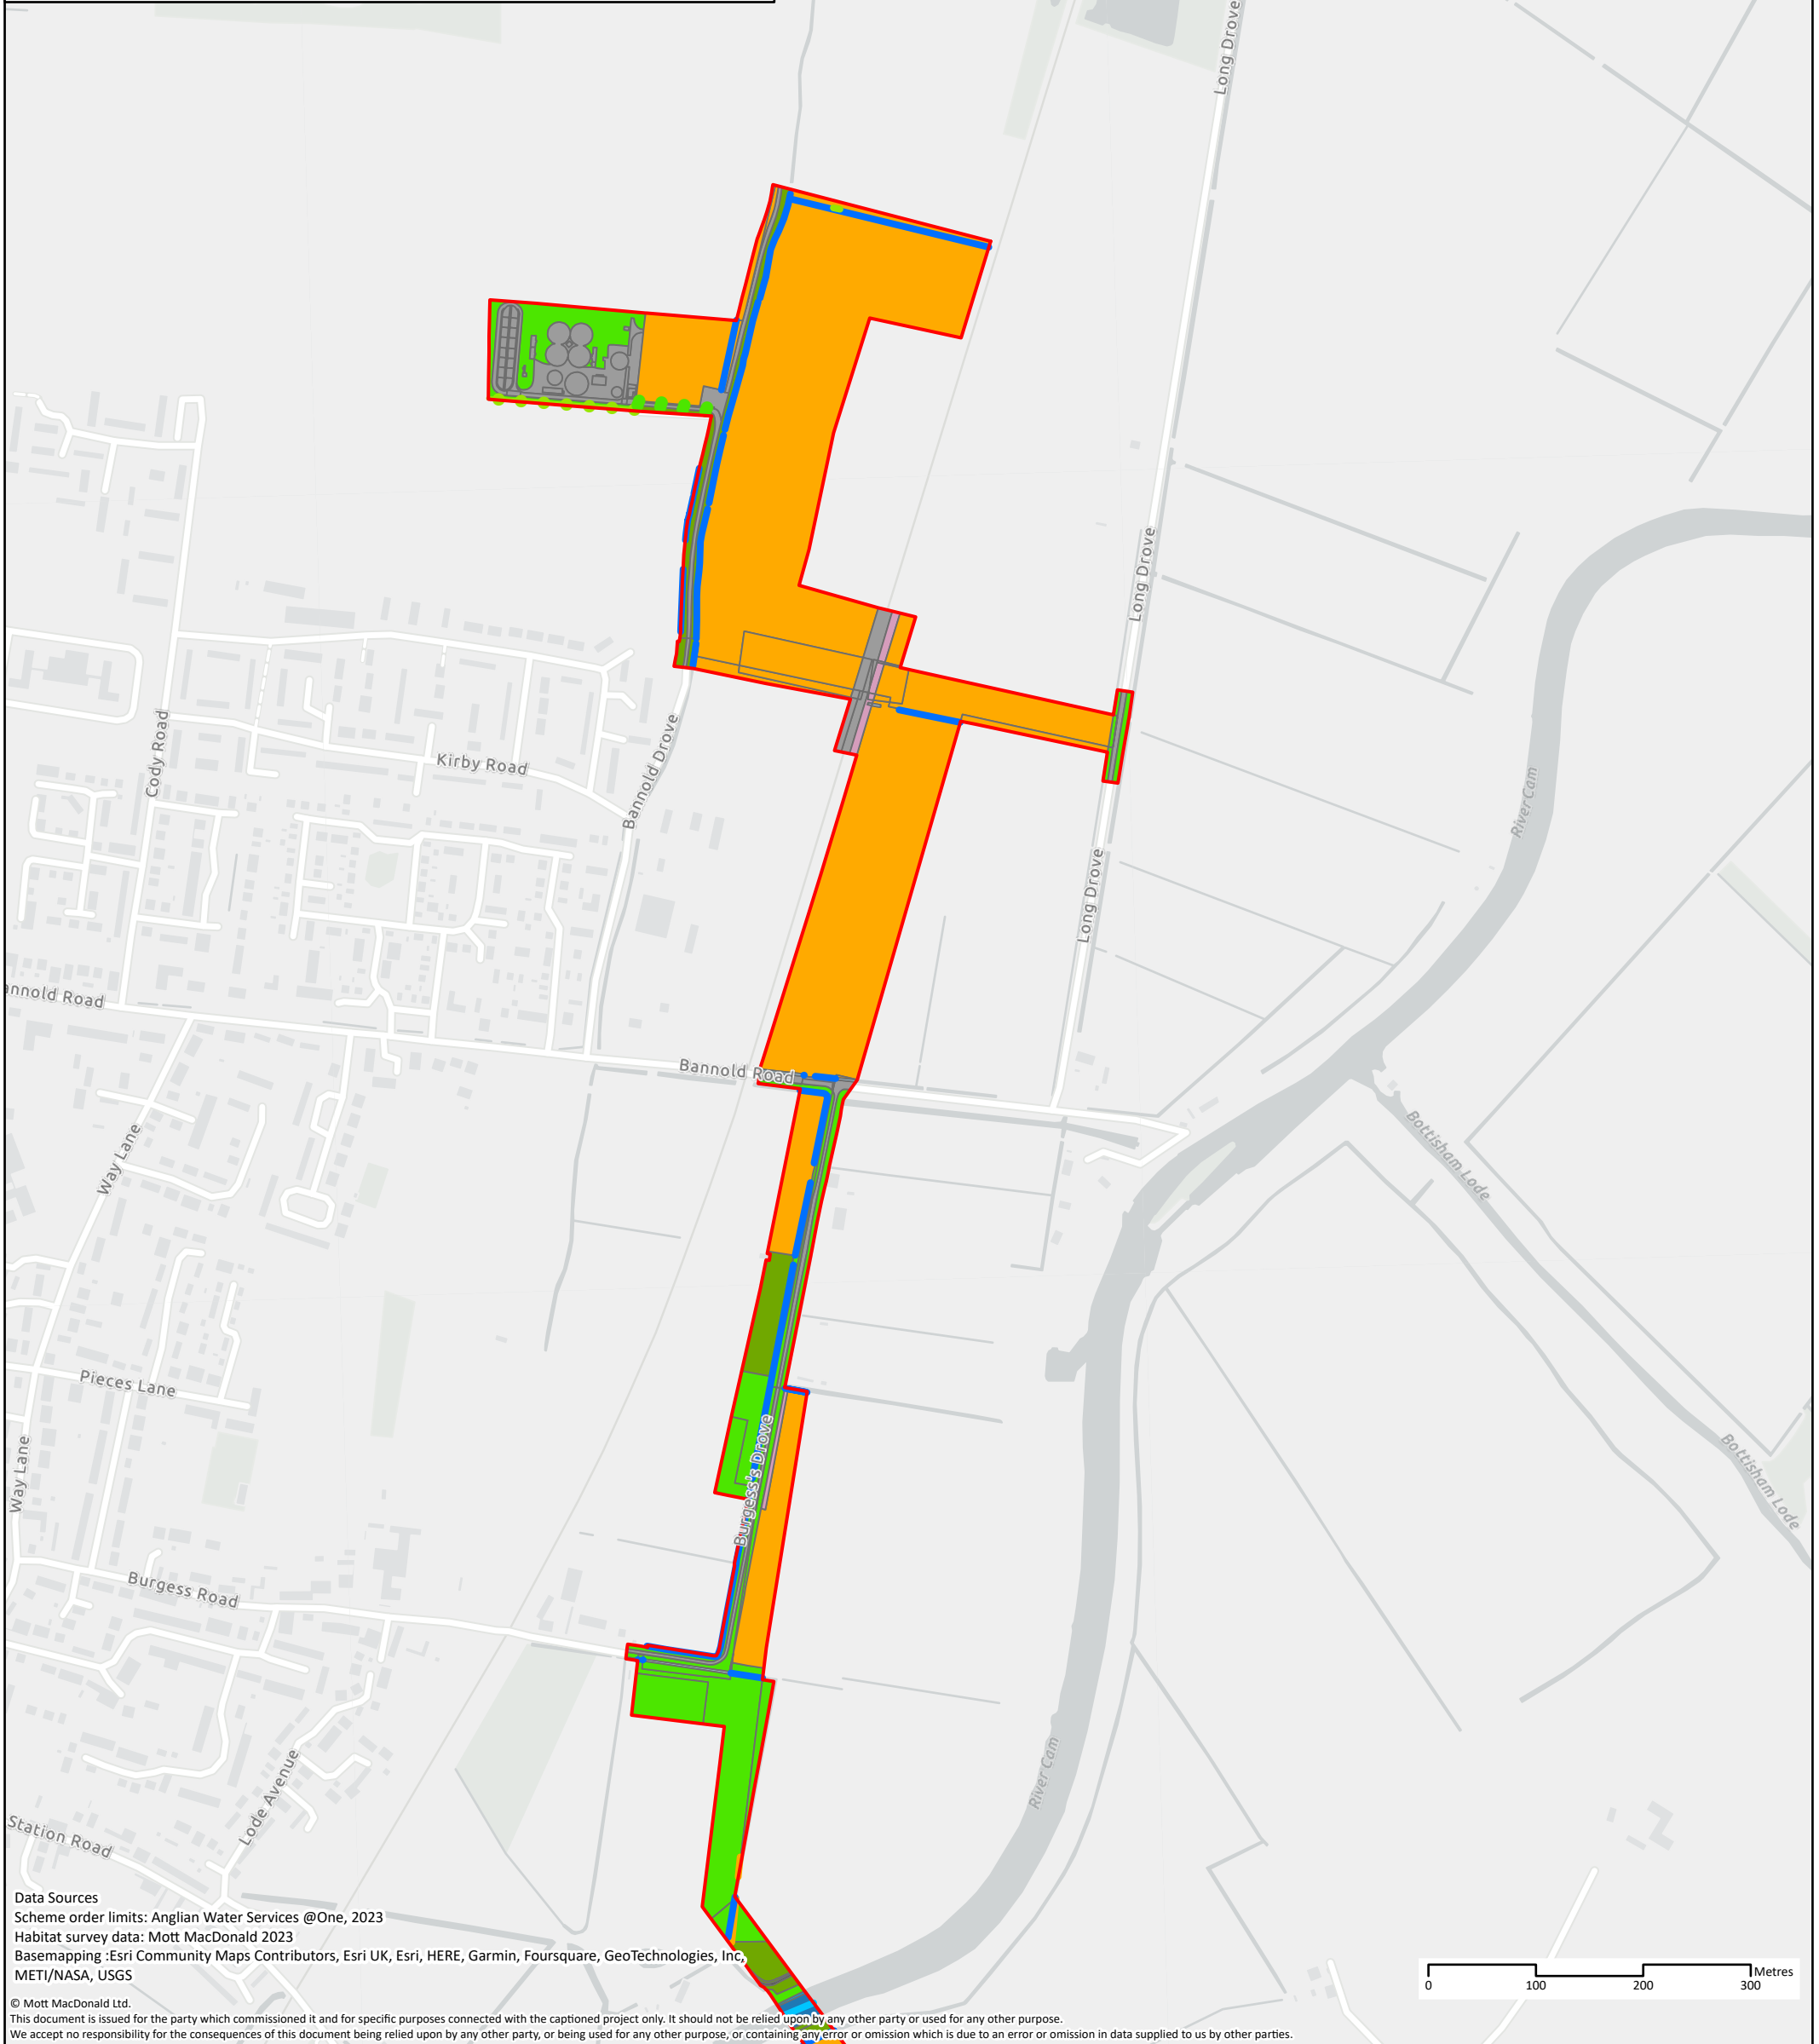 Long Drove
Long Drove
Cody Road
Kirby Road
Bannold Drove
River Cam
Long Drove
annold Road
Bannold Road
Way Lane
Bottisham Lode
Pieces Lane
Burgess's Drove
Bottisham Lode
Way Lane
Burgess Road
River Cam
Lode Avenue
Station Road
Data Sources
Scheme order limits: Anglian Water Services @One, 2023
Habitat survey data: Mott MacDonald 2023
Basemapping :Esri Community Maps Contributors, Esri UK, Esri, HERE, Garmin, Foursquare, GeoTechnologies, Inc,
METI/NASA, USGS
Metres
0 100 200 300
© Mott MacDonald Ltd.
This document is issued for the party which commissioned it and for specific purposes connected with the captioned project only. It should not be relied upon by any other party or used for any other purpose.
We accept no responsibility for the consequences of this document being relied upon by any other party, or being used for any other purpose, or containing any error or omission which is due to an error or omission in data supplied to us by other parties.